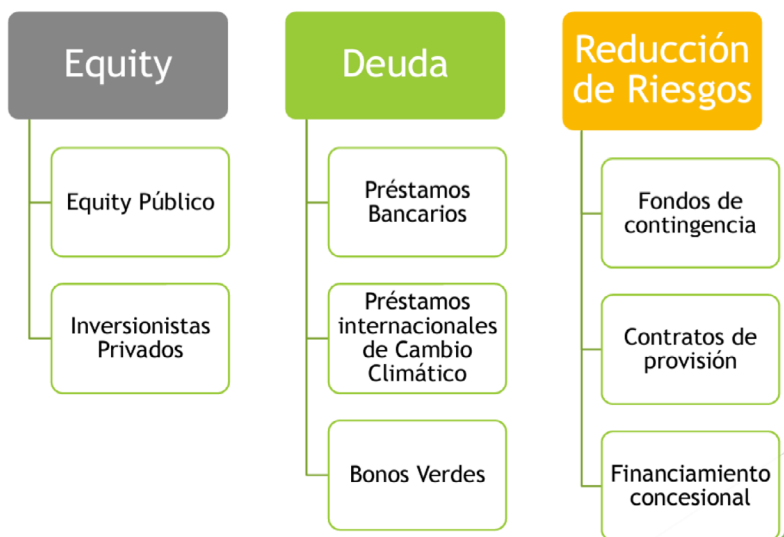 Equity
Equity Público
Inversionistas
Privados
Deuda
Préstamos
Bancarios
Préstamos
internacionales
de Cambio
Climático
Bonos Verdes
Reducción
de Riesgos
Fondos de
contingencia
Contratos de
provisión
Financiamiento
concesional